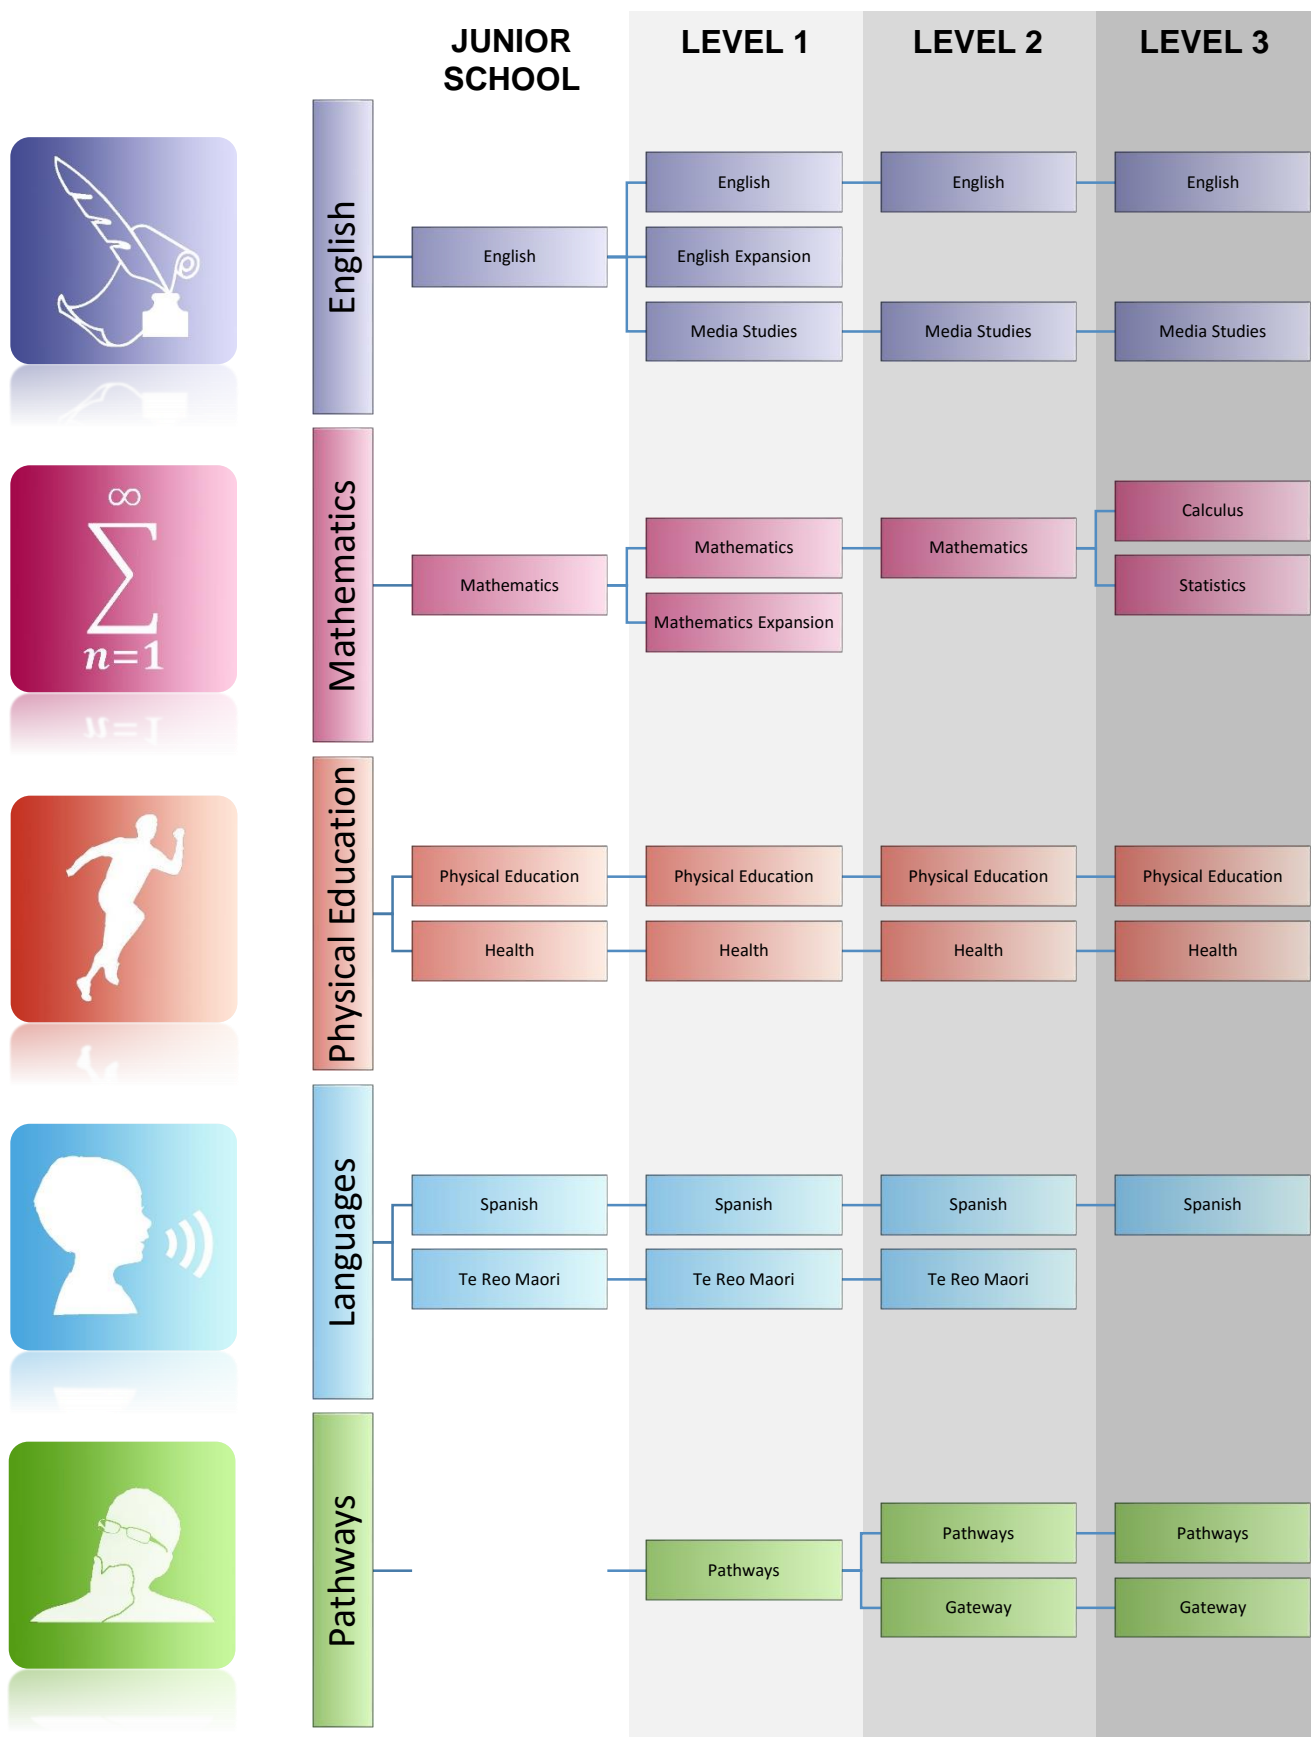 JUNIOR
SCHOOL
LEVEL 1
LEVEL 2
LEVEL 3
English
English
English
English
English
English Expansion
Media Studies
Media Studies
Media Studies
∞
∑
n=1
Mathematics
Mathematics
Mathematics
Mathematics Expansion
Mathematics
Calculus
Statistics
Physical Education
Physical Education
Physical Education
Physical Education
Physical Education
Health
Health
Health
Health
Languages
Spanish
Spanish
Spanish
Spanish
Te Reo Maori
Te Reo Maori
Te Reo Maori
Pathways
Pathways
Pathways
Pathways
Gateway
Gateway